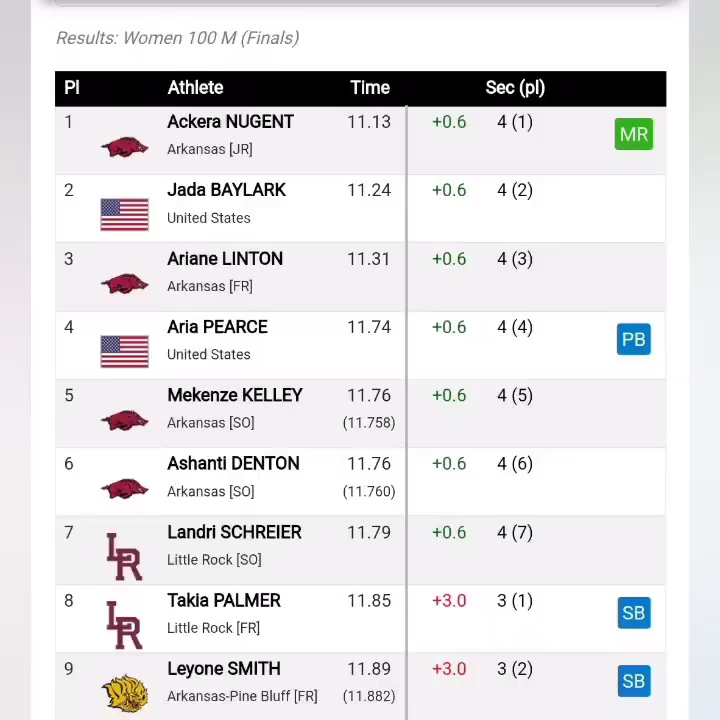 Results: Women 100 M (Finals)
Pl Athlete Time Sec (pl)
1 Ackera NUGENT 11.13 +0.6 4 (1) MR
Arkansas [JR]
2 Jada BAYLARK 11.24 +0.6 4 (2)
United States
3 Ariane LINTON 11.31 +0.6 4 (3)
Arkansas [FR]
4 Aria PEARCE 11.74 +0.6 4 (4) PB
United States
5 Mekenze KELLEY 11.76 +0.6 4 (5)
Arkansas [SO] (11.758)
6 Ashanti DENTON 11.76 +0.6 4 (6)
Arkansas [SO] (11.760)
7 Landri SCHREIER 11.79 +0.6 4 (7)
LR Little Rock [SO]
8 Takia PALMER 11.85 +3.0 3 (1) SB
LR Little Rock [FR]
9 Leyone SMITH 11.89 +3.0 3 (2) SB
Arkansas-Pine Bluff [FR] (11.882)